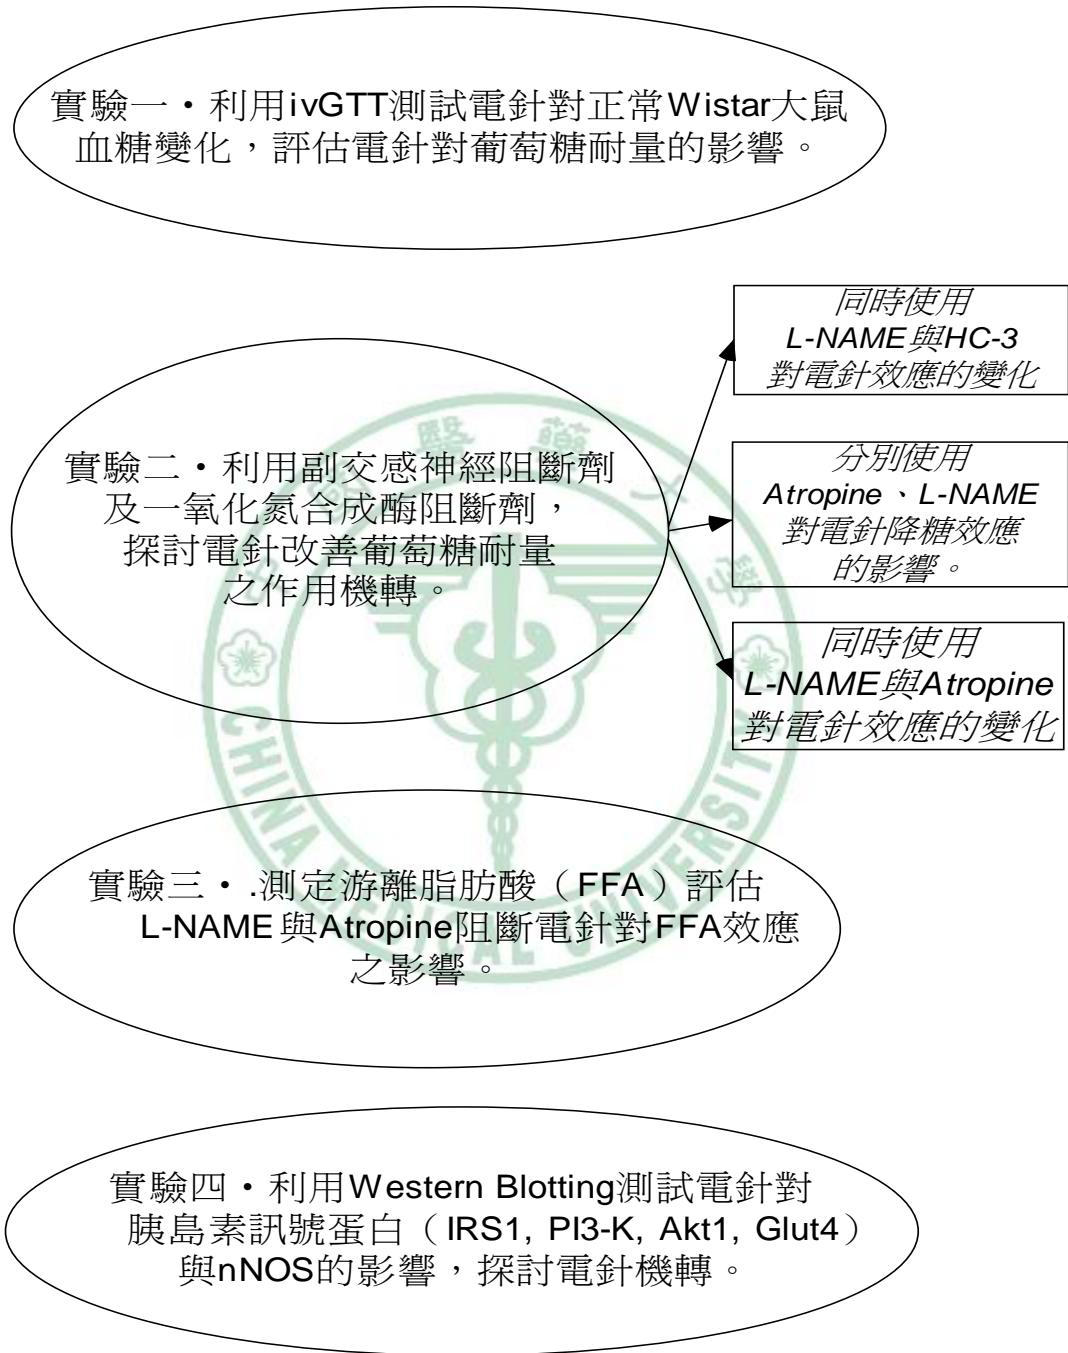 實驗一‧利用ivGTT測試電針對正常Wistar大鼠
血糖變化，評估電針對葡萄糖耐量的影響。
同時使用
L-NAME與HC-3
對電針效應的變化
實驗二‧利用副交感神經阻斷劑
及一氧化氮合成酶阻斷劑，
探討電針改善葡萄糖耐量
之作用機轉。
分別使用
Atropine、L-NAME
對電針降糖效應
的影響。
同時使用
L-NAME與Atropine
對電針效應的變化
實驗三‧.測定游離脂肪酸（FFA）評估
L-NAME與Atropine阻斷電針對FFA效應
之影響。
實驗四‧利用Western Blotting測試電針對
胰島素訊號蛋白（IRS1, PI3-K, Akt1, Glut4）
與nNOS的影響，探討電針機轉。
中國醫藥大學
CHINA MEDICAL UNIVERSITY